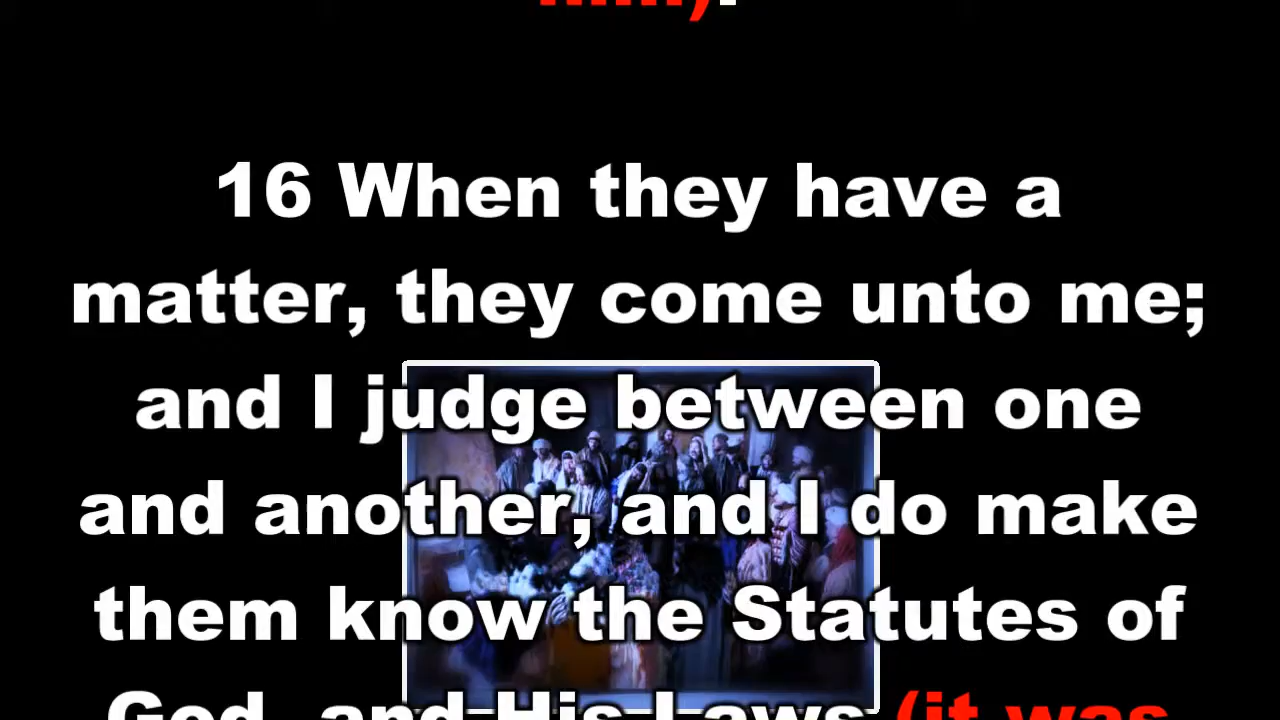 16 When they have a
matter, they come unto me;
and I judge between one
and another, and I do make
them know the Statutes of
God, and His Laws (it was